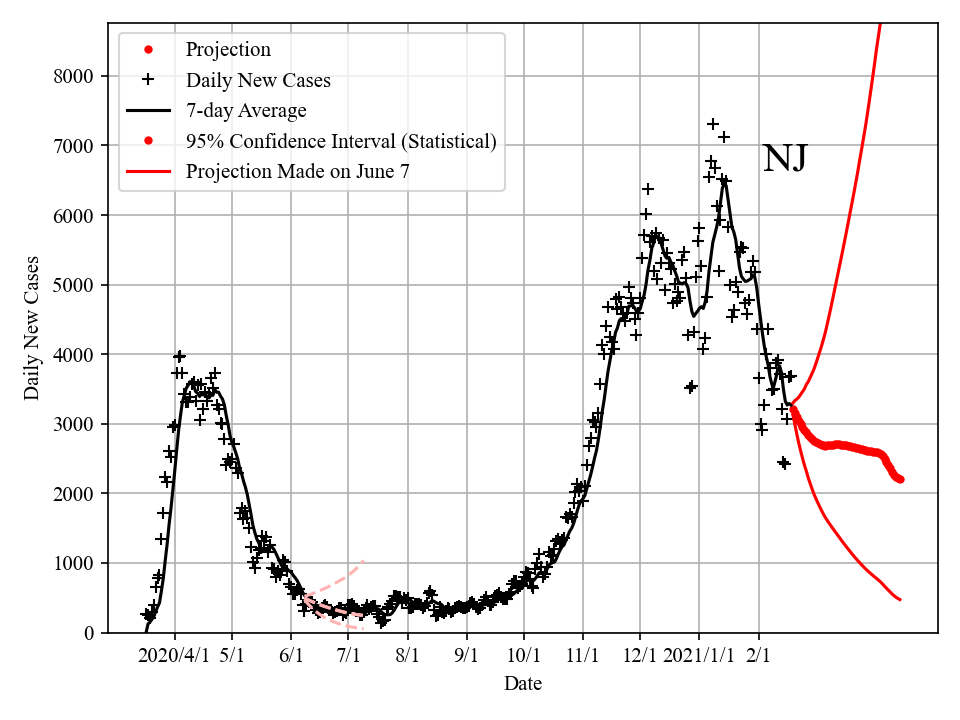 Projection
Daily New Cases
7-day Average
95% Confidence Interval (Statistical)
Projection Made on June 7
NJ
Daily New Cases
8000
7000
6000
5000
4000
3000
2000
1000
0
2020/4/1 5/1 6/1 7/1 8/1 9/1 10/1 11/1 12/1 2021/1/1 2/1
Date